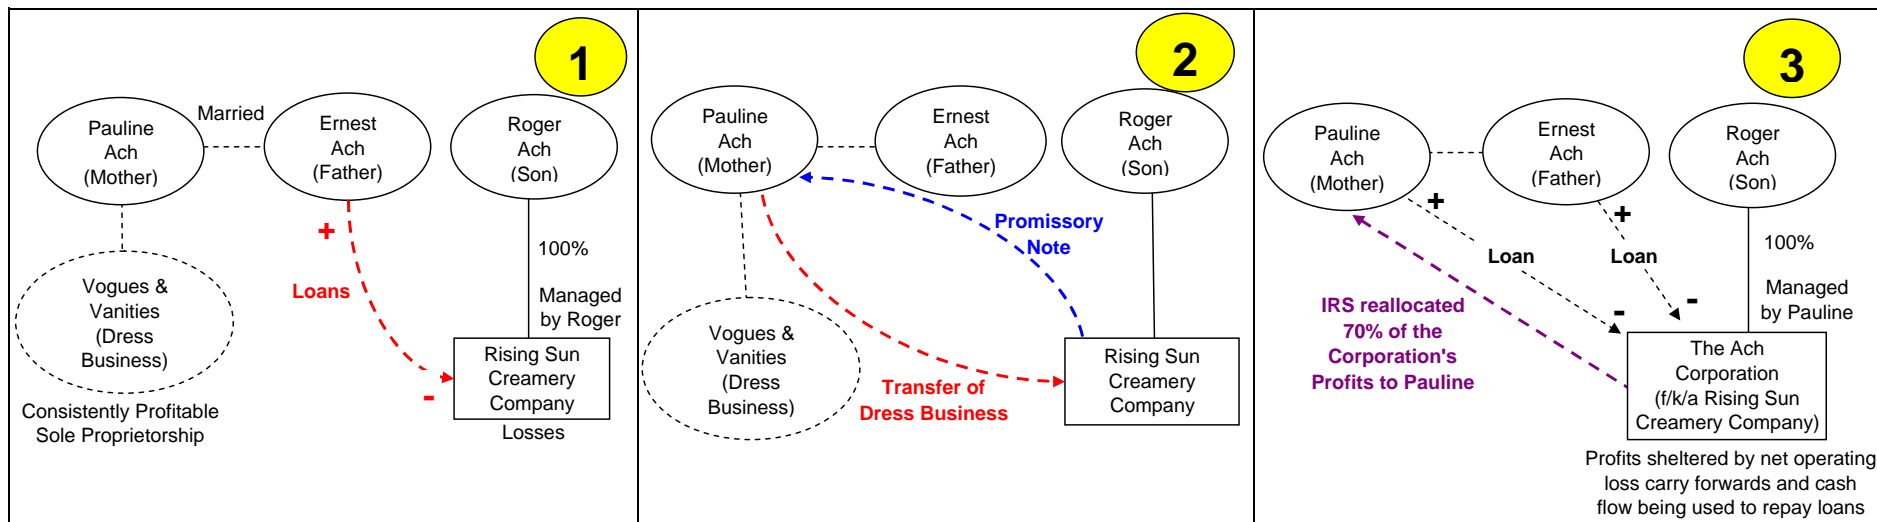 1
Married
Pauline
Ach
(Mother)
Ernest
Ach
(Father)
Roger
Ach
(Son)
+
Loans
-
100%
Managed
by Roger
Vogues &
Vanities
(Dress
Business)
Consistently Profitable
Sole Proprietorship
Rising Sun
Creamery
Company
Losses
2
Pauline
Ach
(Mother)
Ernest
Ach
(Father)
Roger
Ach
(Son)
Promissory
Note
Vogues &
Vanities
(Dress
Business)
Transfer of
Dress Business
Rising Sun
Creamery
Company
3
Pauline
Ach
(Mother)
Ernest
Ach
(Father)
Roger
Ach
(Son)
+
+
Loan
Loan
-
-
100%
Managed
by Pauline
IRS reallocated
70% of the
Corporation's
Profits to Pauline
The Ach
Corporation
(f/k/a Rising Sun
Creamery Company)
Profits sheltered by net operating
loss carry forwards and cash
flow being used to repay loans